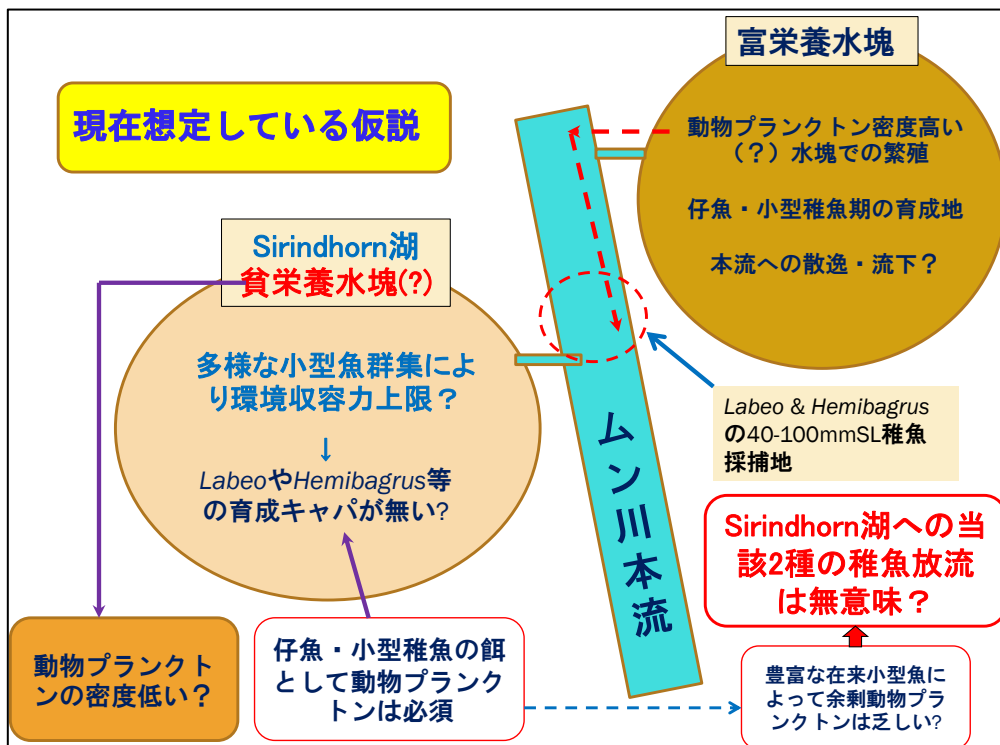 現在想定している仮説
富栄養水塊
動物プランクトン密度高い
（？）水塊での繁殖
仔魚・小型稚魚期の育成地
本流への散逸・流下？
Sirindhorn湖
貧栄養水塊(?)
多様な小型魚群集によ
り環境収容力上限？
↓
LabeoやHemibagrus等
の育成キャパが無い?
ムン川本流
Labeo & Hemibagrus
の40-100mmSL稚魚
採捕地
Sirindhorn湖への当
該2種の稚魚放流
は無意味？
動物プランクト
ンの密度低い？
仔魚・小型稚魚の餌
として動物プランク
トンは必須
豊富な在来小型魚に
よって余剰動物プラ
ンクトンは乏しい?